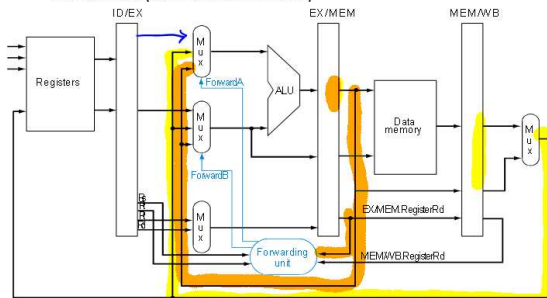 ID/EX
EX/MEM
MEM/WB
Registers
Mux
ForwardA
ALU
Mux
Data
memory
Mux
ForwardB
Mux
EX/MEM.RegisterRd
Forwarding
unit
MEM/WB.RegisterRd